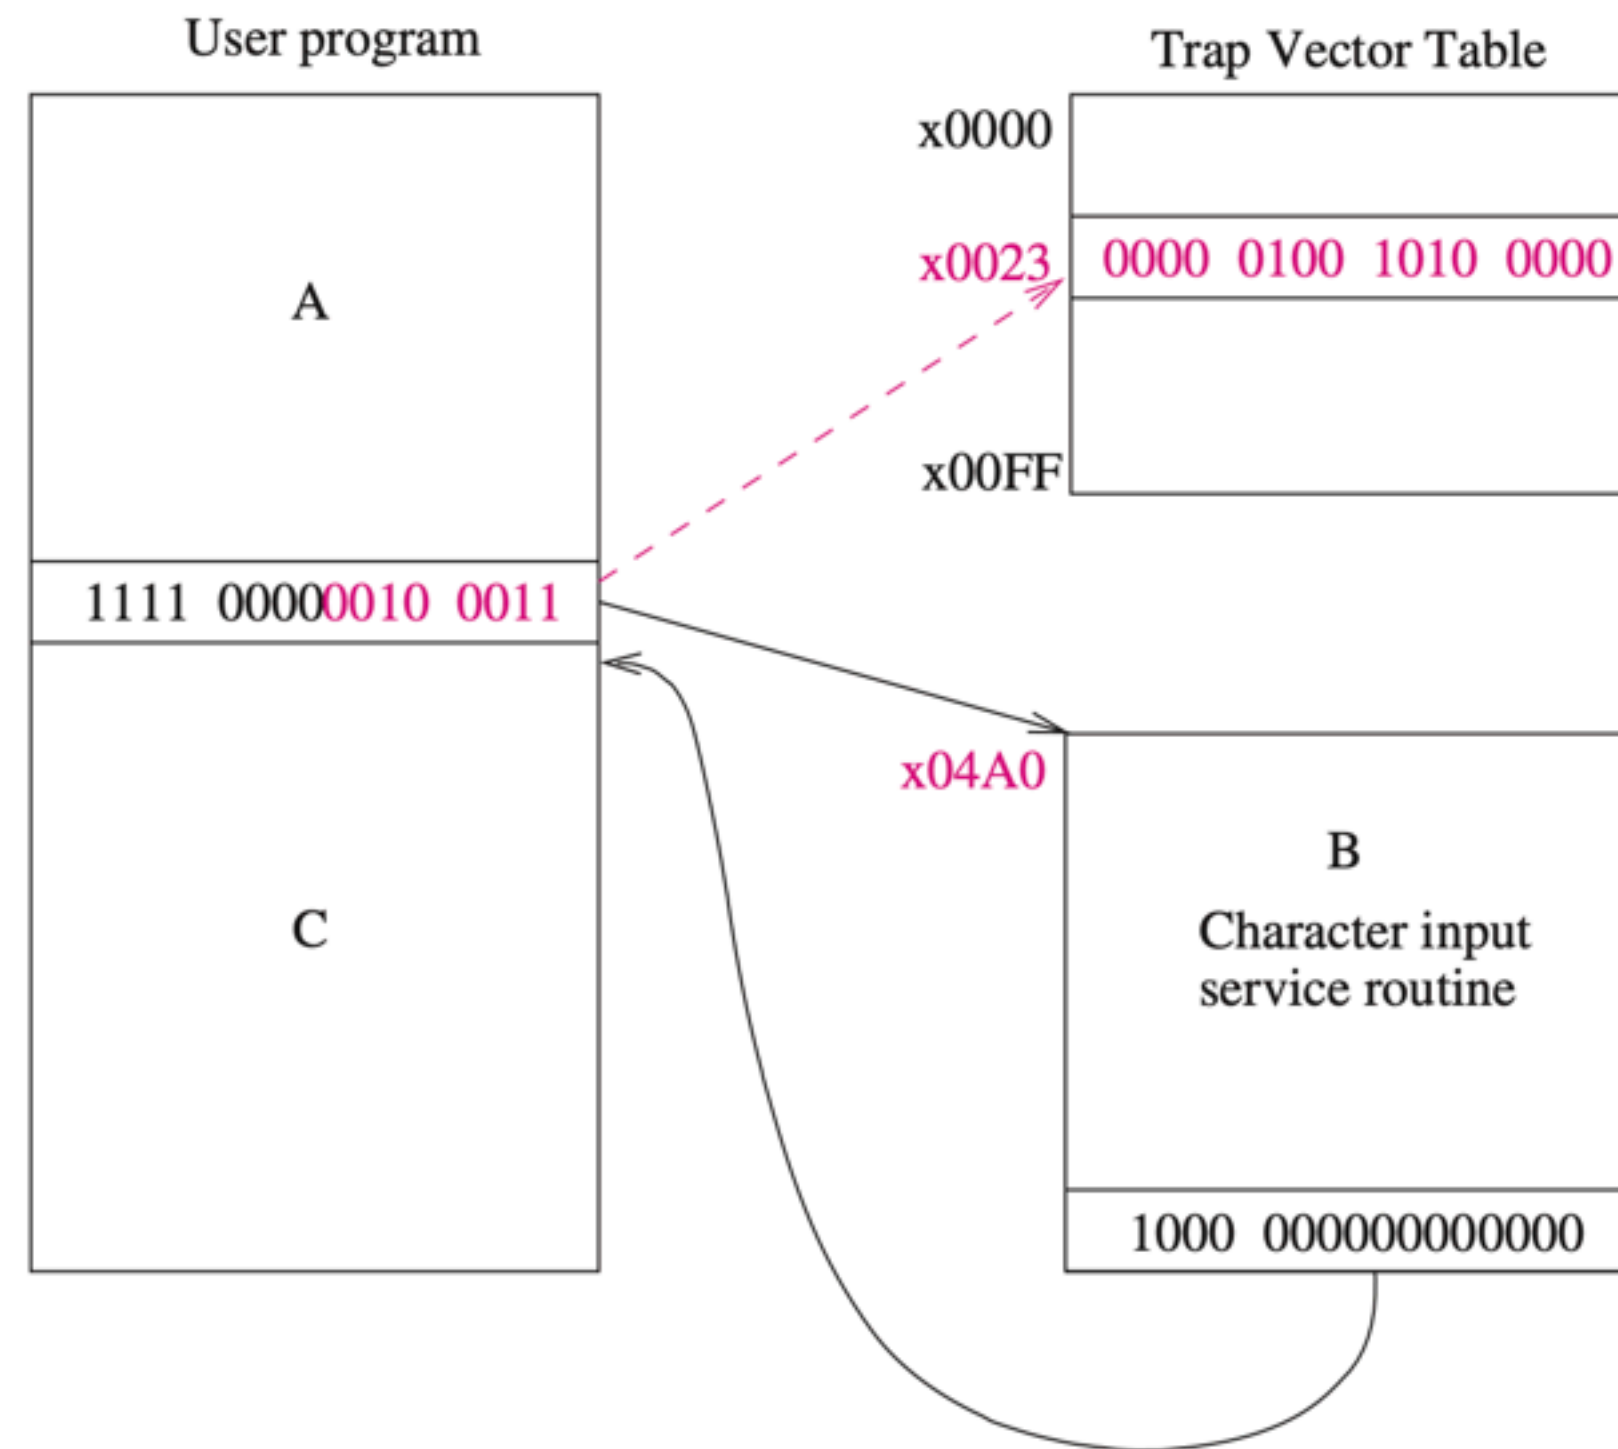 User program
A
1111 0000 0010 0011
C
Trap Vector Table
x0000
x0023 0000 0100 1010 0000
x00FF
x04A0
B
Character input
service routine
1000 000000000000